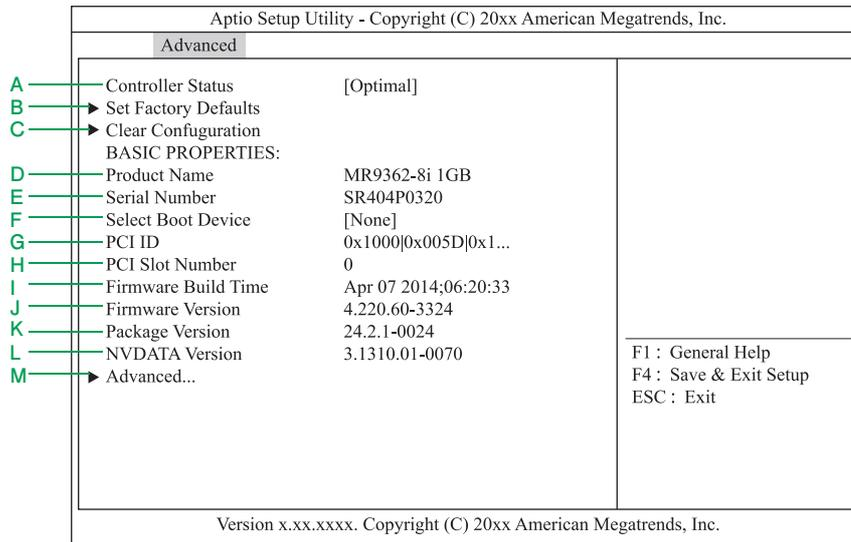 Aptio Setup Utility - Copyright (C) 20xx American Megatrends, Inc.
Advanced
A Controller Status [Optimal]
B ▶ Set Factory Defaults
C ▶ Clear Confuguration
BASIC PROPERTIES:
D Product Name MR9362-8i 1GB
E Serial Number SR404P0320
F Select Boot Device [None]
G PCI ID 0x1000|0x005D|0x1...
H PCI Slot Number 0
I Firmware Build Time Apr 07 2014;06:20:33
J Firmware Version 4.220.60-3324
K Package Version 24.2.1-0024
L NVDATA Version 3.1310.01-0070
M ▶ Advanced...
F1 : General Help
F4 : Save & Exit Setup
ESC : Exit
Version x.xx.xxxx. Copyright (C) 20xx American Megatrends, Inc.